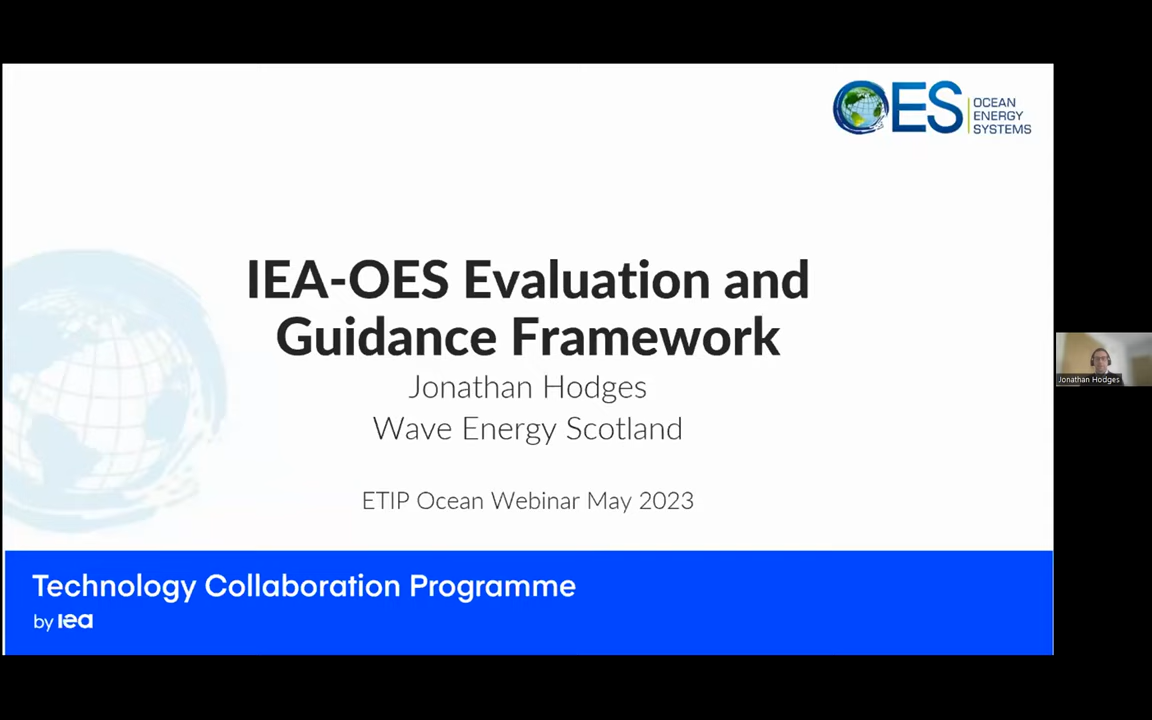 OES
OCEAN
ENERGY
SYSTEMS
IEA-OES Evaluation and
Guidance Framework
Jonathan Hodges
Wave Energy Scotland
ETIP Ocean Webinar May 2023
Jonathan Hodges
Technology Collaboration Programme
by iea